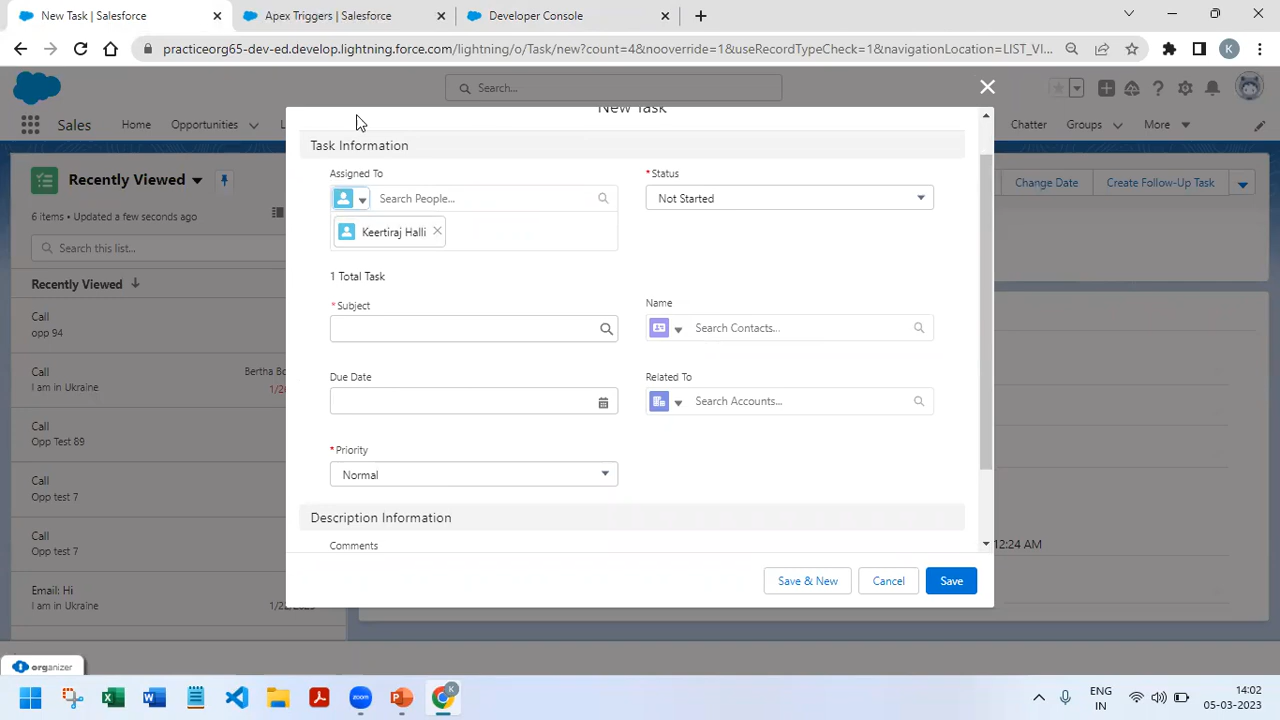 New Task | Salesforce
Apex Triggers | Salesforce
Developer Console
practiceorg65-dev-ed.develop.lightning.force.com/lightning/o/Task/new?count=4&nooverride=1&useRecordTypeCheck=1&navigationLocation=LIST_VI...
K
Search...
Sales
Home
Opportunities
L
Chatter
Groups
More
New Task
Recently Viewed
6 items • Updated a few seconds ago
Search this list...
Recently Viewed
Call
opp 94
Call
Bertha Bo
I am in Ukraine
1/2
Call
Opp Test 89
Call
Opp test 7
Call
Opp test 7
Email: Hi
I am in Ukraine
Task Information
Assigned To
Search People...
Keertiraj Halli
1 Total Task
*Subject
Due Date
*Priority
Normal
*Status
Not Started
Name
Search Contacts...
Related To
Search Accounts...
Description Information
Comments
Save & New
Cancel
Save
Change Date
Create Follow-Up Task
12:24 AM
organizer
zoom
K
ENG
IN
14:02
05-03-2023